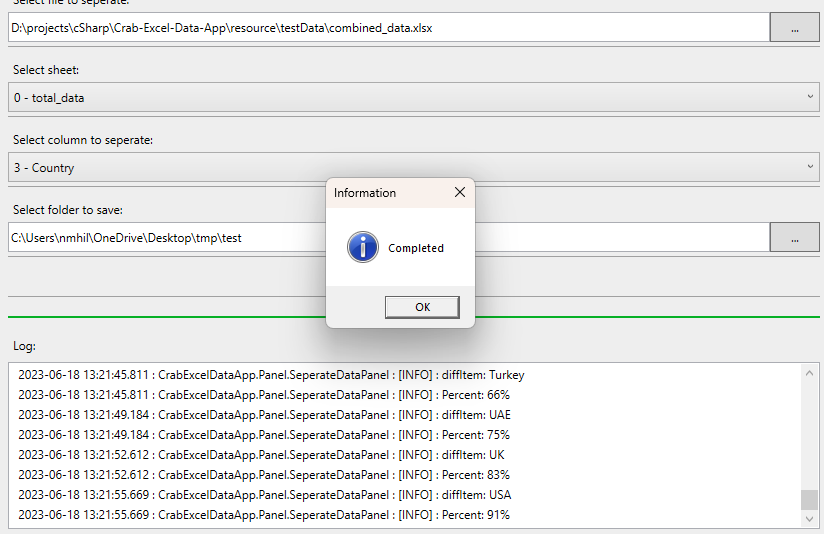 Select file to seperate:
D:\projects\cSharp\Crab-Excel-Data-App\resource\testData\combined_data.xlsx
...
Select sheet:
0 - total_data
Select column to seperate:
3 - Country
Information
Select folder to save:
C:\Users\nmhil\OneDrive\Desktop\tmp\test
...
Completed
OK
Log:
2023-06-18 13:21:45.811 : CrabExcelDataApp.Panel.SeperateDataPanel : [INFO] : diffItem: Turkey
2023-06-18 13:21:45.811 : CrabExcelDataApp.Panel.SeperateDataPanel : [INFO] : Percent: 66%
2023-06-18 13:21:49.184 : CrabExcelDataApp.Panel.SeperateDataPanel : [INFO] : diffItem: UAE
2023-06-18 13:21:49.184 : CrabExcelDataApp.Panel.SeperateDataPanel : [INFO] : Percent: 75%
2023-06-18 13:21:52.612 : CrabExcelDataApp.Panel.SeperateDataPanel : [INFO] : diffItem: UK
2023-06-18 13:21:52.612 : CrabExcelDataApp.Panel.SeperateDataPanel : [INFO] : Percent: 83%
2023-06-18 13:21:55.669 : CrabExcelDataApp.Panel.SeperateDataPanel : [INFO] : diffItem: USA
2023-06-18 13:21:55.669 : CrabExcelDataApp.Panel.SeperateDataPanel : [INFO] : Percent: 91%